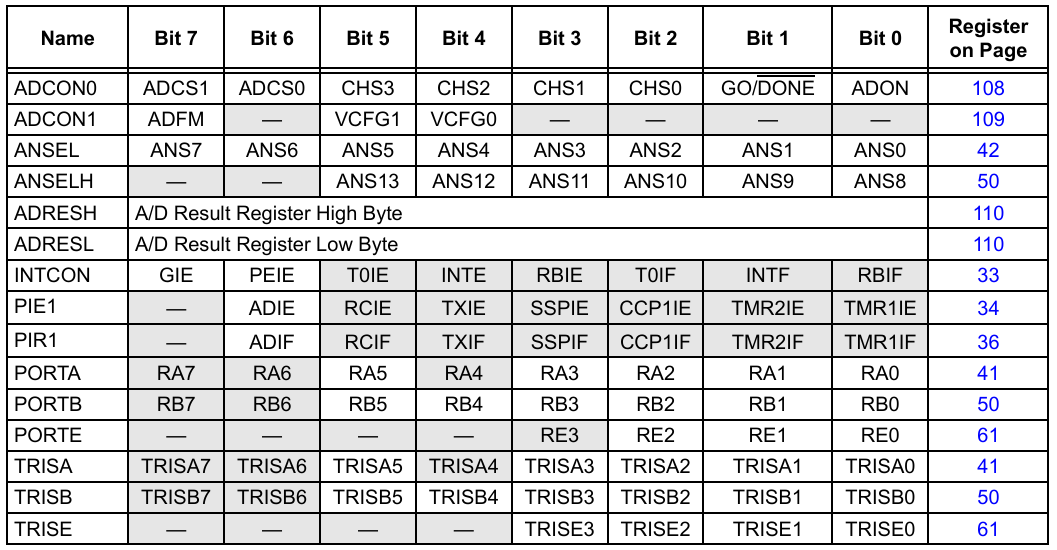 Name Bit 7 Bit 6 Bit 5 Bit 4 Bit 3 Bit 2 Bit 1 Bit 0 Register on Page
ADCON0 ADCS1 ADCS0 CHS3 CHS2 CHS1 CHS0 GO/DONE ADON 108
ADCON1 ADFM — VCFG1 VCFG0 — — — — 109
ANSEL ANS7 ANS6 ANS5 ANS4 ANS3 ANS2 ANS1 ANS0 42
ANSELH — — ANS13 ANS12 ANS11 ANS10 ANS9 ANS8 50
ADRESH A/D Result Register High Byte 110
ADRESL A/D Result Register Low Byte 110
INTCON GIE PEIE T0IE INTE RBIE T0IF INTF RBIF 33
PIE1 — ADIE RCIE TXIE SSPIE CCP1IE TMR2IE TMR1IE 34
PIR1 — ADIF RCIF TXIF SSPIF CCP1IF TMR2IF TMR1IF 36
PORTA RA7 RA6 RA5 RA4 RA3 RA2 RA1 RA0 41
PORTB RB7 RB6 RB5 RB4 RB3 RB2 RB1 RB0 50
PORTE — — — — RE3 RE2 RE1 RE0 61
TRISA TRISA7 TRISA6 TRISA5 TRISA4 TRISA3 TRISA2 TRISA1 TRISA0 41
TRISB TRISB7 TRISB6 TRISB5 TRISB4 TRISB3 TRISB2 TRISB1 TRISB0 50
TRISE — — — — TRISE3 TRISE2 TRISE1 TRISE0 61